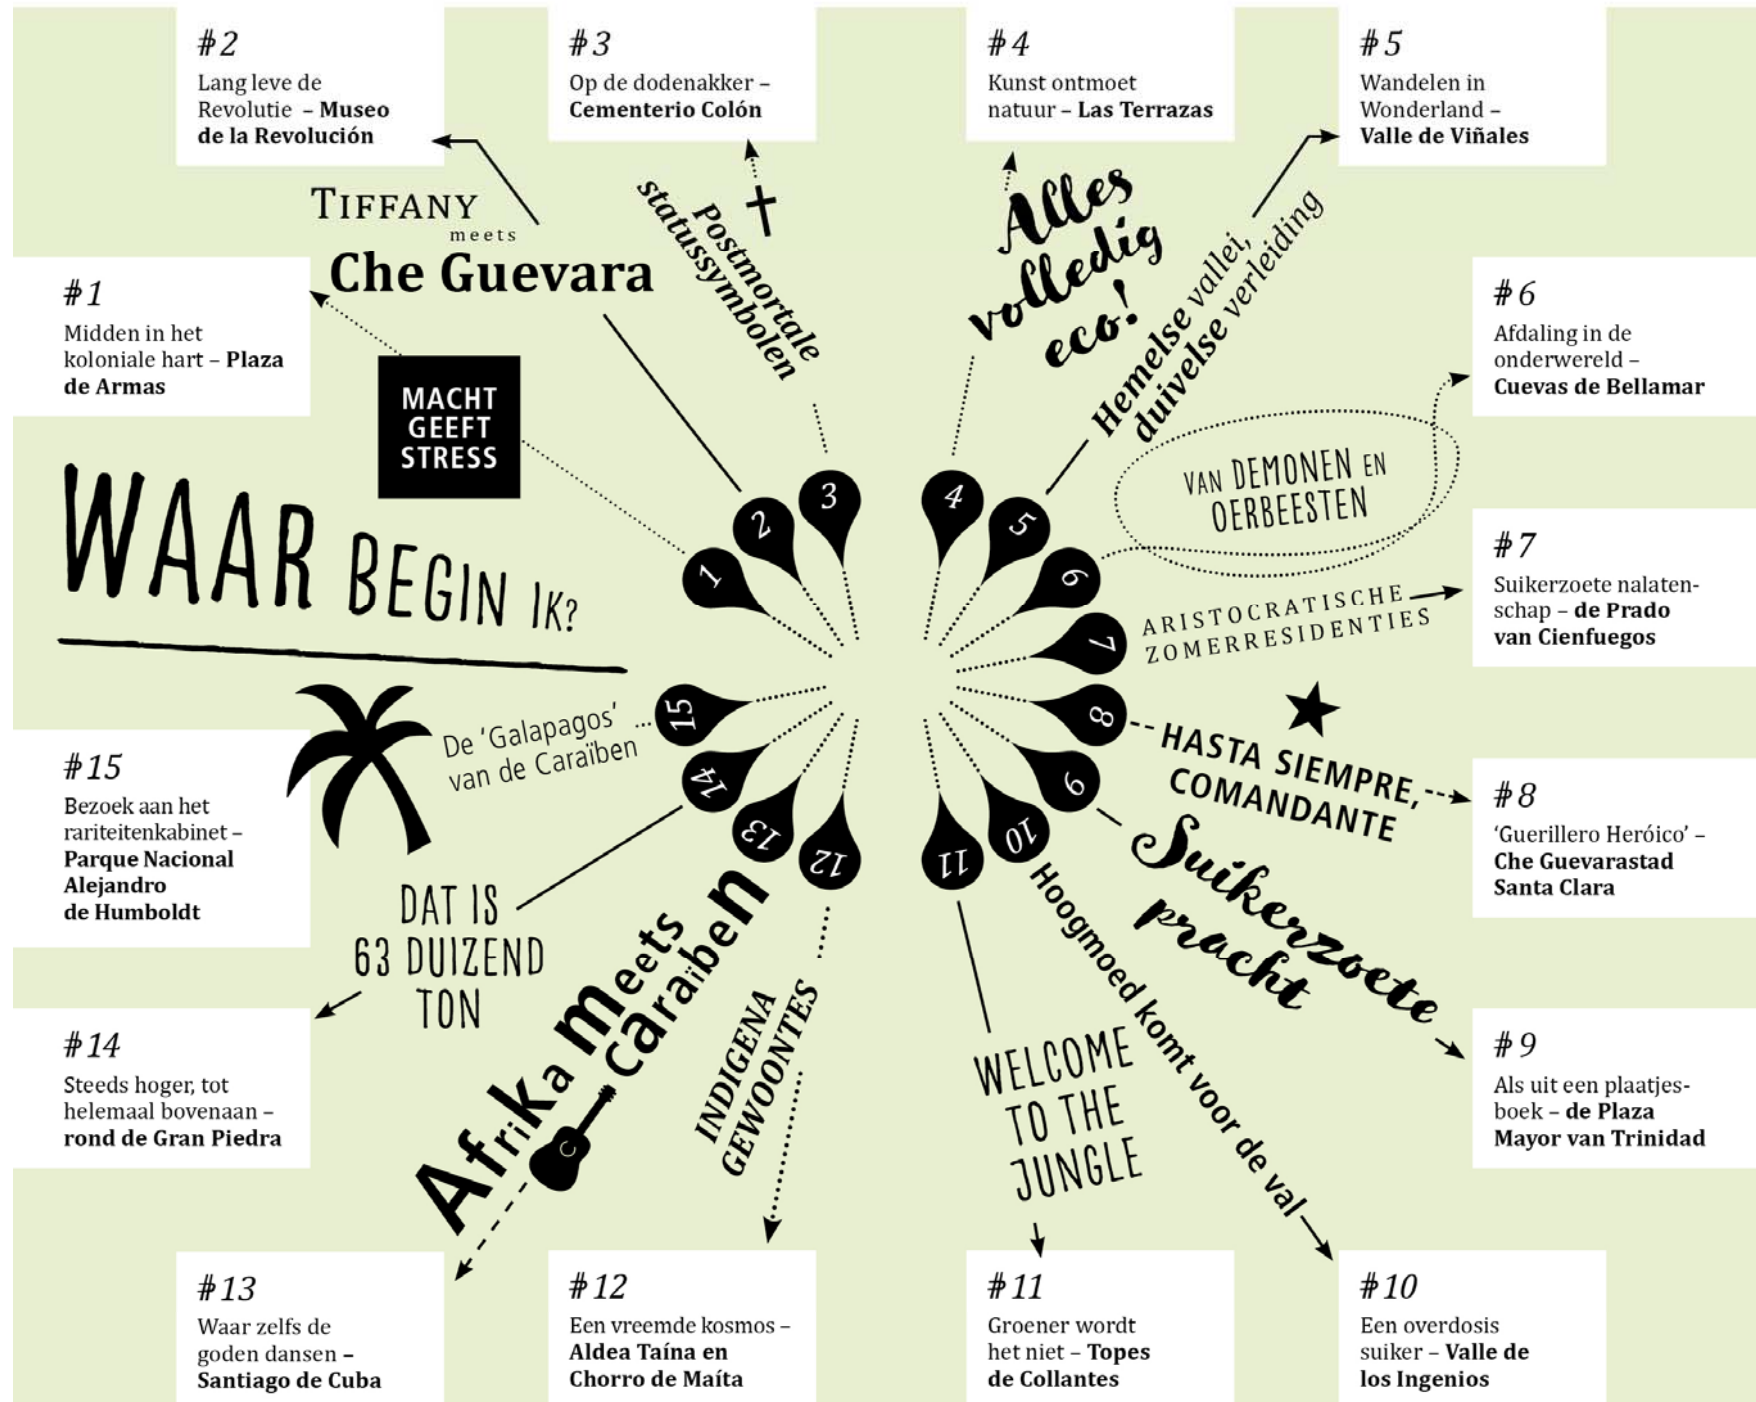 #2
Lang leve de
Revolutie – Museo
de la Revolución
#3
Op de dodenakker –
Cementerio Colón
#4
Kunst ontmoet
natuur – Las Terrazas
#5
Wandelen in
Wonderland –
Valle de Viñales
TIFFANY
meets
Che Guevara
Postmortale
statussymbolen
Alles
volledig
eco!
Hemelse vallei,
duivelse verleiding
#1
Midden in het
koloniale hart – Plaza
de Armas
MACHT
GEEFT
STRESS
#6
Afdaling in de
onderwereld –
Cuevas de Bellamar
VAN DEMONEN EN
OERBEESTEN
WAAR BEGIN IK?
1
2
3
4
5
6
7
8
9
10
11
12
13
14
15
#7
Suikerzoete nalaten-
schap – de Prado
van Cienfuegos
ARISTOCRATISCHE
ZOMERRESIDENTIES
De ‘Galapagos’
van de Caraïben
#15
Bezoek aan het
rariteitenkabinet –
Parque Nacional
Alejandro
de Humboldt
HASTA SIEMPRE,
COMANDANTE
#8
‘Guerillero Heróico’ –
Che Guevarastad
Santa Clara
DAT IS
63 DUIZEND
TON
Suikerzoete
pracht
#14
Steeds hoger, tot
helemaal bovenaan –
rond de Gran Piedra
Afrika meets
Caraïben
INDIGENA
GEWOONTES
WELCOME
TO THE
JUNGLE
Hoogmoed komt voor de val
#9
Als uit een plaatjes-
boek – de Plaza
Mayor van Trinidad
#13
Waar zelfs de
goden dansen –
Santiago de Cuba
#12
Een vreemde kosmos –
Aldea Taína en
Chorro de Maíta
#11
Groener wordt
het niet – Topes
de Collantes
#10
Een overdosis
suiker – Valle de
los Ingenios